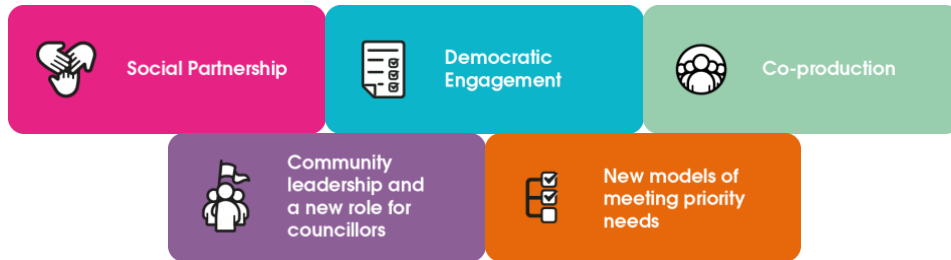 Social Partnership
Democratic
Engagement
Co-production
Community
leadership and
a new role for
councillors
New models of
meeting priority
needs